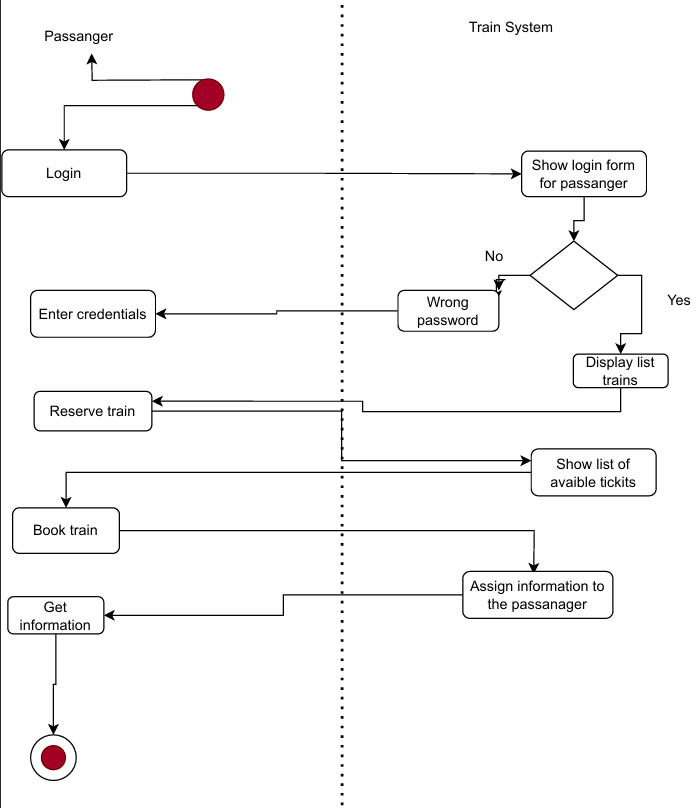 Passanger
Train System
Login
Show login form
for passanger
No
Yes
Enter credentials
Wrong
password
Display list
trains
Reserve train
Show list of
avaible tickits
Book train
Assign information to
the passanager
Get
information